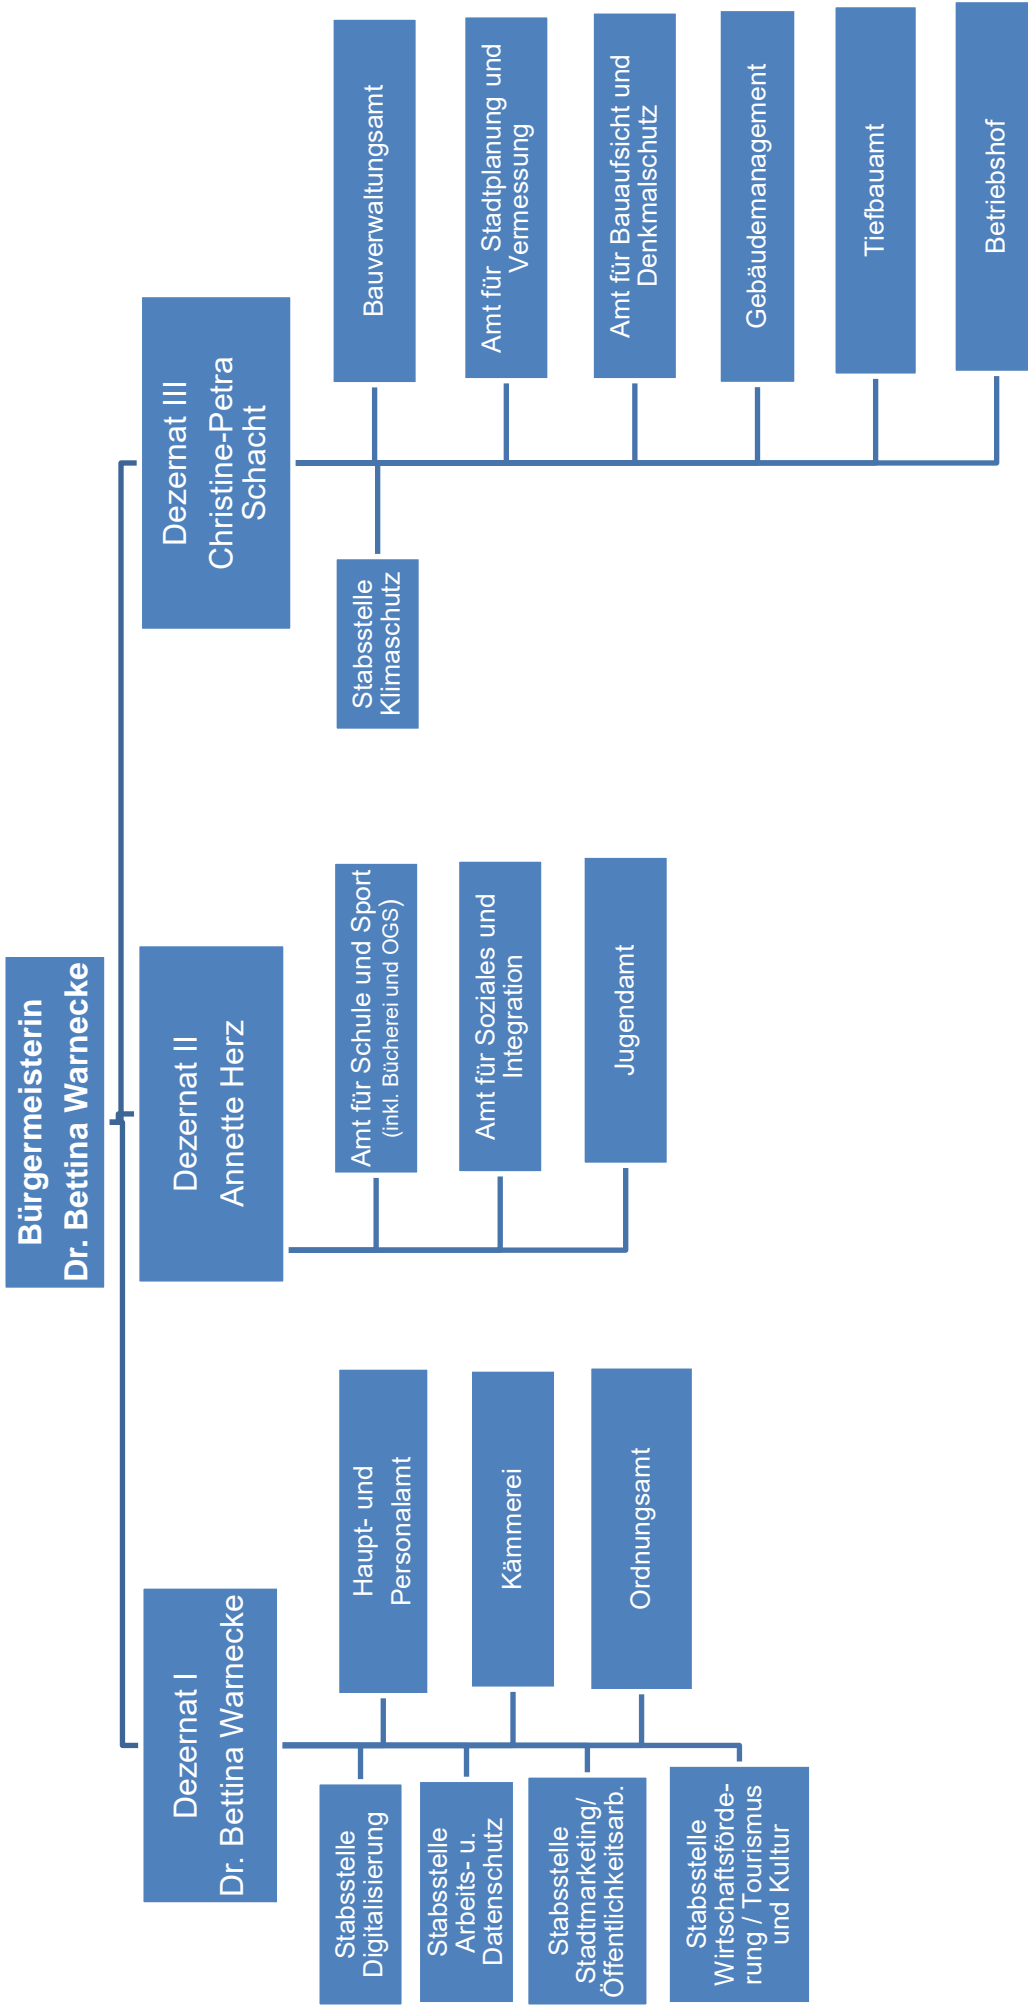 Bürgermeisterin
Dr. Bettina Warnecke
Dezernat I
Dr. Bettina Warnecke
Stabsstelle
Digitalisierung
Stabsstelle
Arbeits- u.
Datenschutz
Stabsstelle
Stadtmarketing/
Öffentlichkeitsarb.
Stabsstelle
Wirtschaftsförde-
rung / Tourismus
und Kultur
Haupt- und
Personalamt
Kämmerei
Ordnungsamt
Dezernat II
Annette Herz
Amt für Schule und Sport
(inkl. Bücherei und OGS)
Amt für Soziales und
Integration
Jugendamt
Dezernat III
Christine-Petra
Schacht
Stabsstelle
Klimaschutz
Bauverwaltungsamt
Amt für Stadtplanung und
Vermessung
Amt für Bauaufsicht und
Denkmalschutz
Gebäudemanagement
Tiefbauamt
Betriebshof